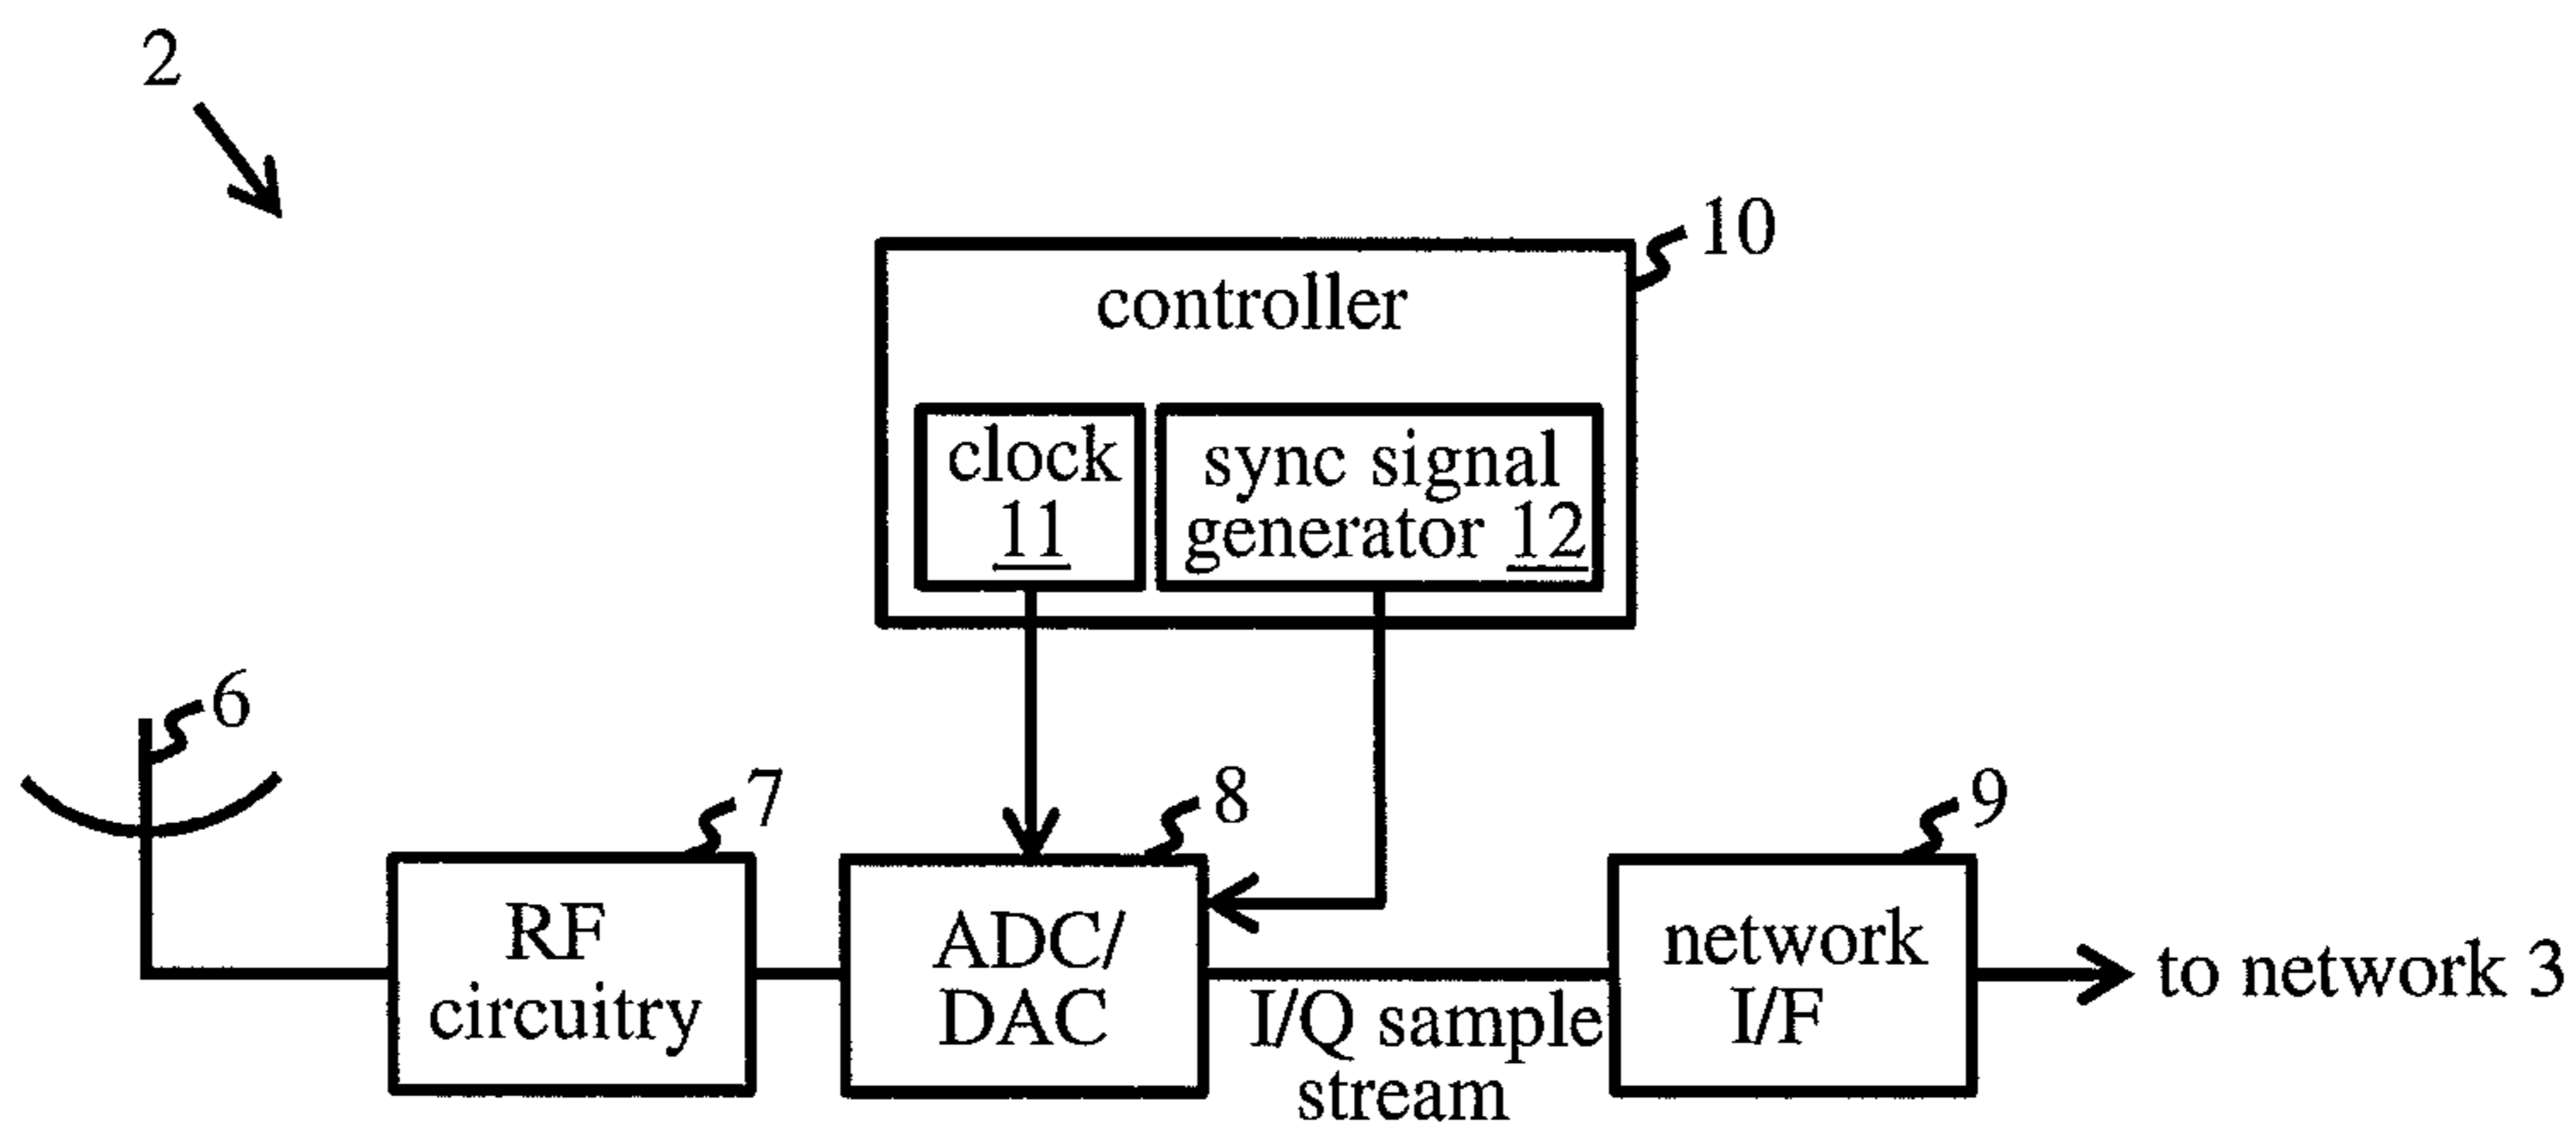 2
10
controller
clock
11
sync signal
generator 12
6
7
8
9
RF
circuitry
ADC/
DAC
I/Q sample
stream
network
I/F
to network 3